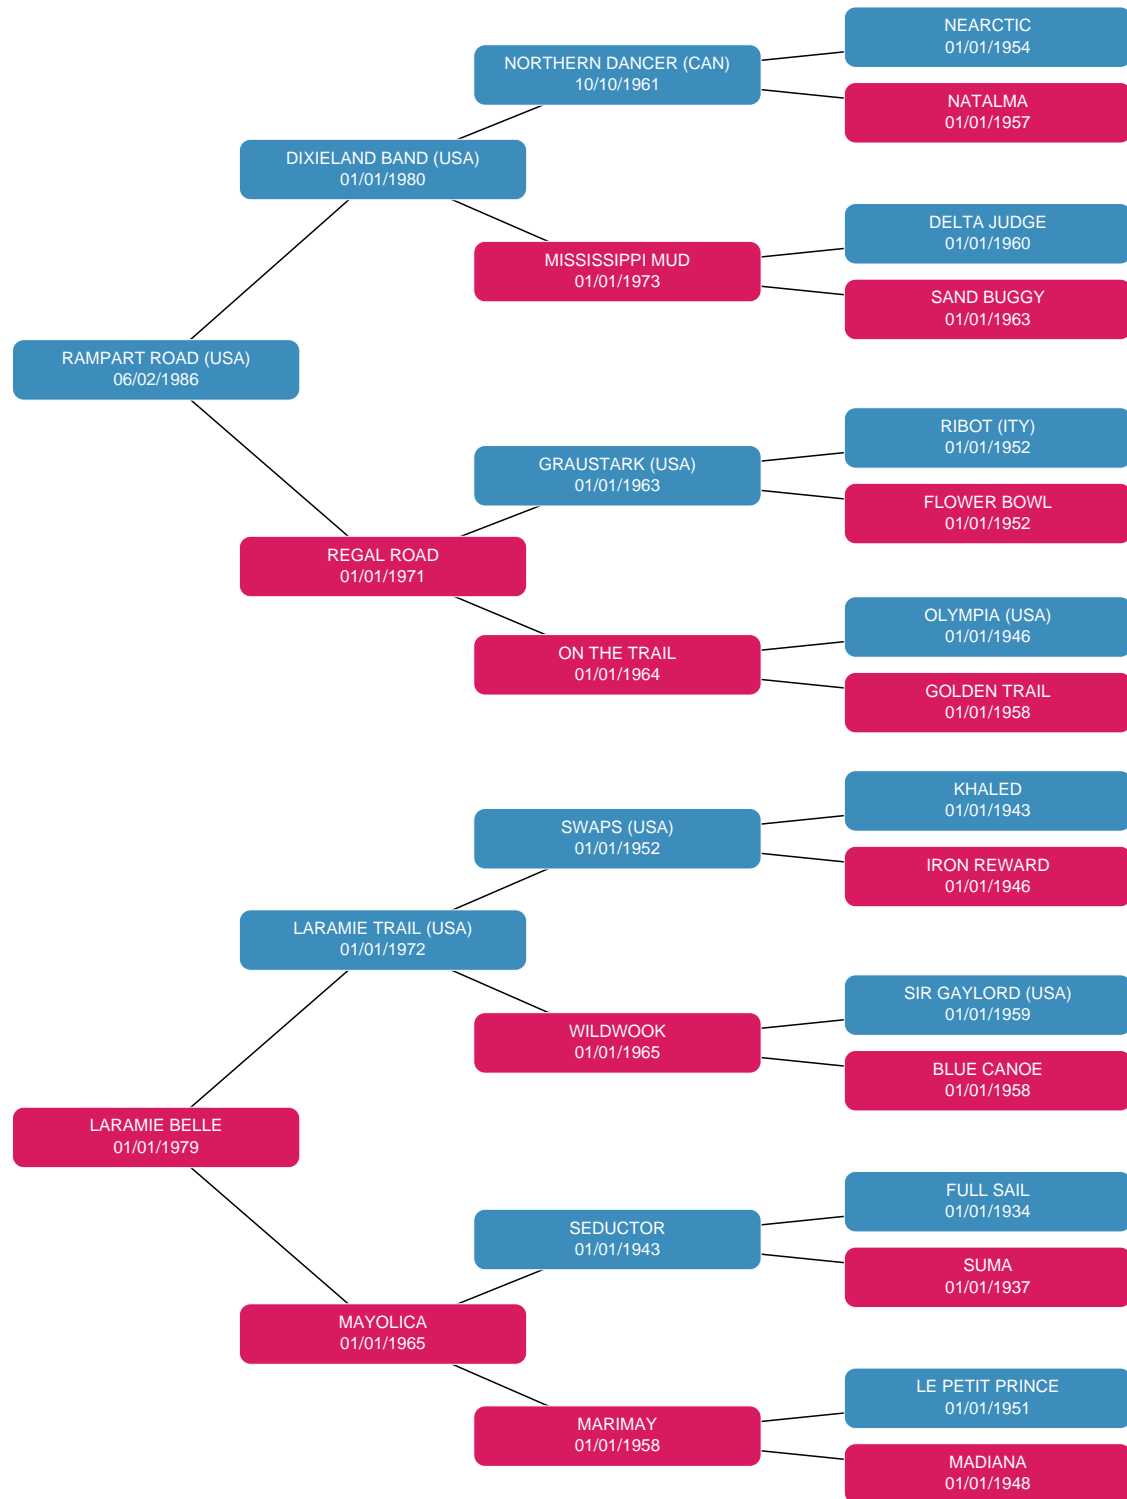 NEARCTIC
01/01/1954
NORTHERN DANCER (CAN)
10/10/1961
NATALMA
01/01/1957
DIXIELAND BAND (USA)
01/01/1980
DELTA JUDGE
01/01/1960
MISSISSIPPI MUD
01/01/1973
SAND BUGGY
01/01/1963
RAMPART ROAD (USA)
06/02/1986
RIBOT (ITY)
01/01/1952
GRAUSTARK (USA)
01/01/1963
FLOWER BOWL
01/01/1952
REGAL ROAD
01/01/1971
OLYMPIA (USA)
01/01/1946
ON THE TRAIL
01/01/1964
GOLDEN TRAIL
01/01/1958
KHALED
01/01/1943
SWAPS (USA)
01/01/1952
IRON REWARD
01/01/1946
LARAMIE TRAIL (USA)
01/01/1972
SIR GAYLORD (USA)
01/01/1959
WILDWOOK
01/01/1965
BLUE CANOE
01/01/1958
LARAMIE BELLE
01/01/1979
FULL SAIL
01/01/1934
SEDUCTOR
01/01/1943
SUMA
01/01/1937
MAYOLICA
01/01/1965
LE PETIT PRINCE
01/01/1951
MARIMAY
01/01/1958
MADIANA
01/01/1948